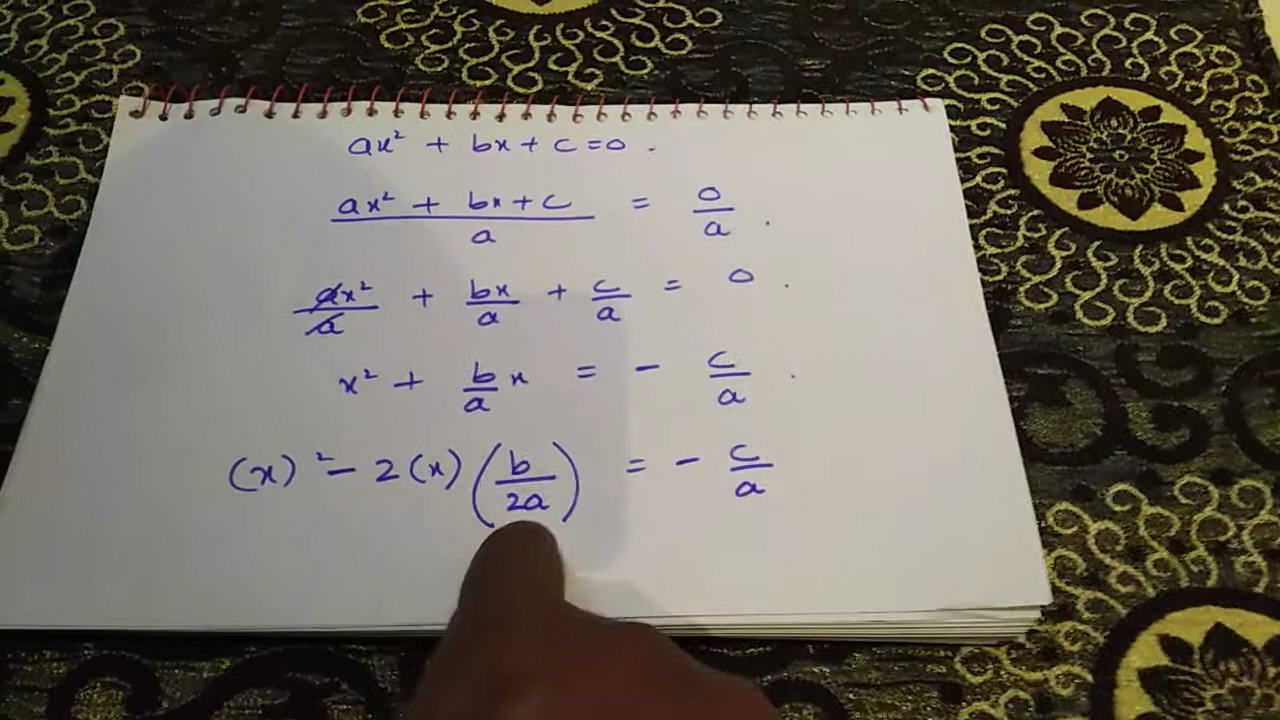 ax² + bx + c = 0 .
(ax² + bx + c)/a = 0/a .
ax²/a + bx/a + c/a = 0 .
x² + b/a x = - c/a .
(x)² - 2(x)(b/2a) = - c/a